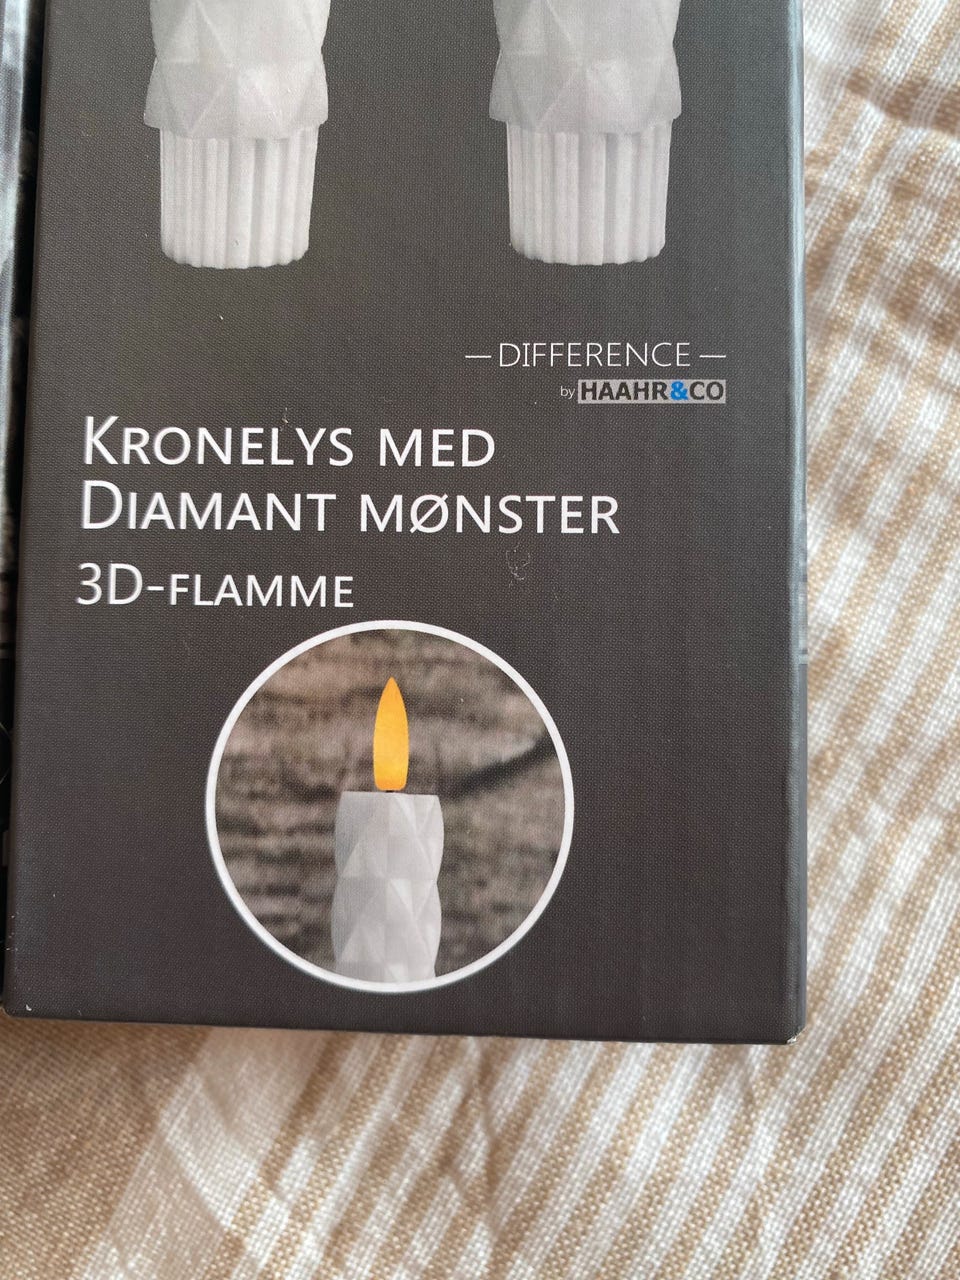 — DIFFERENCE —
by HAAHR&CO
KRONELYS MED
DIAMANT MØNSTER
3D-FLAMME